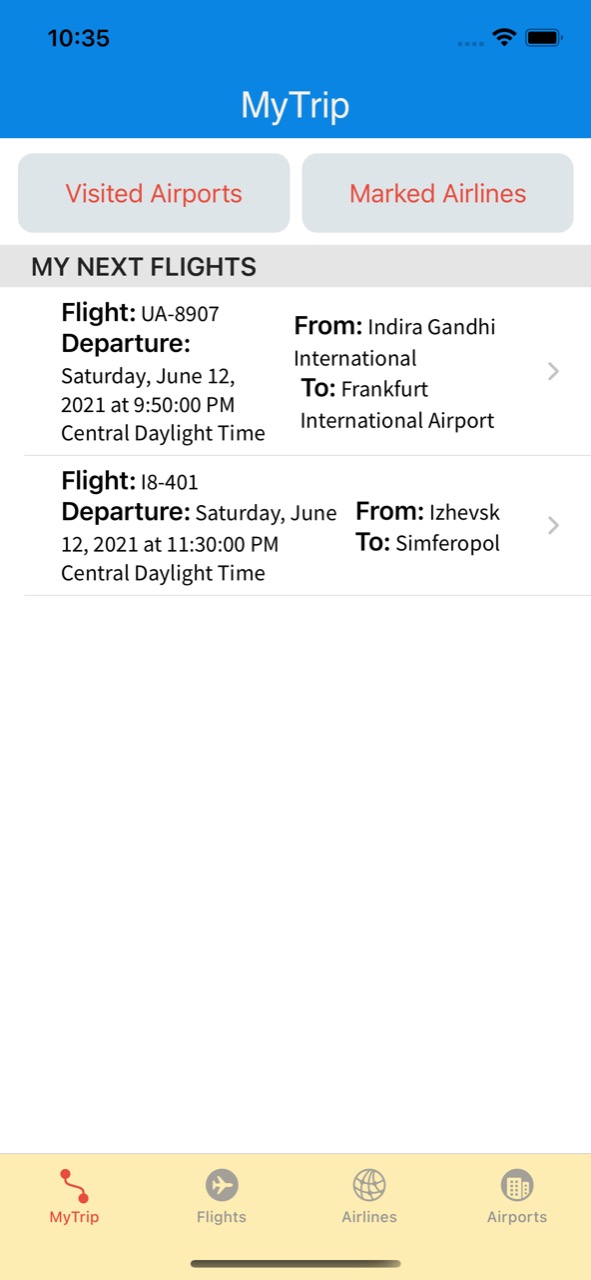 10:35
MyTrip
Visited Airports
Marked Airlines
MY NEXT FLIGHTS
Flight: UA-8907
Departure:
Saturday, June 12,
2021 at 9:50:00 PM
Central Daylight Time
From: Indira Gandhi
International
To: Frankfurt
International Airport
Flight: I8-401
Departure: Saturday, June
12, 2021 at 11:30:00 PM
Central Daylight Time
From: Izhevsk
To: Simferopol
MyTrip
Flights
Airlines
Airports